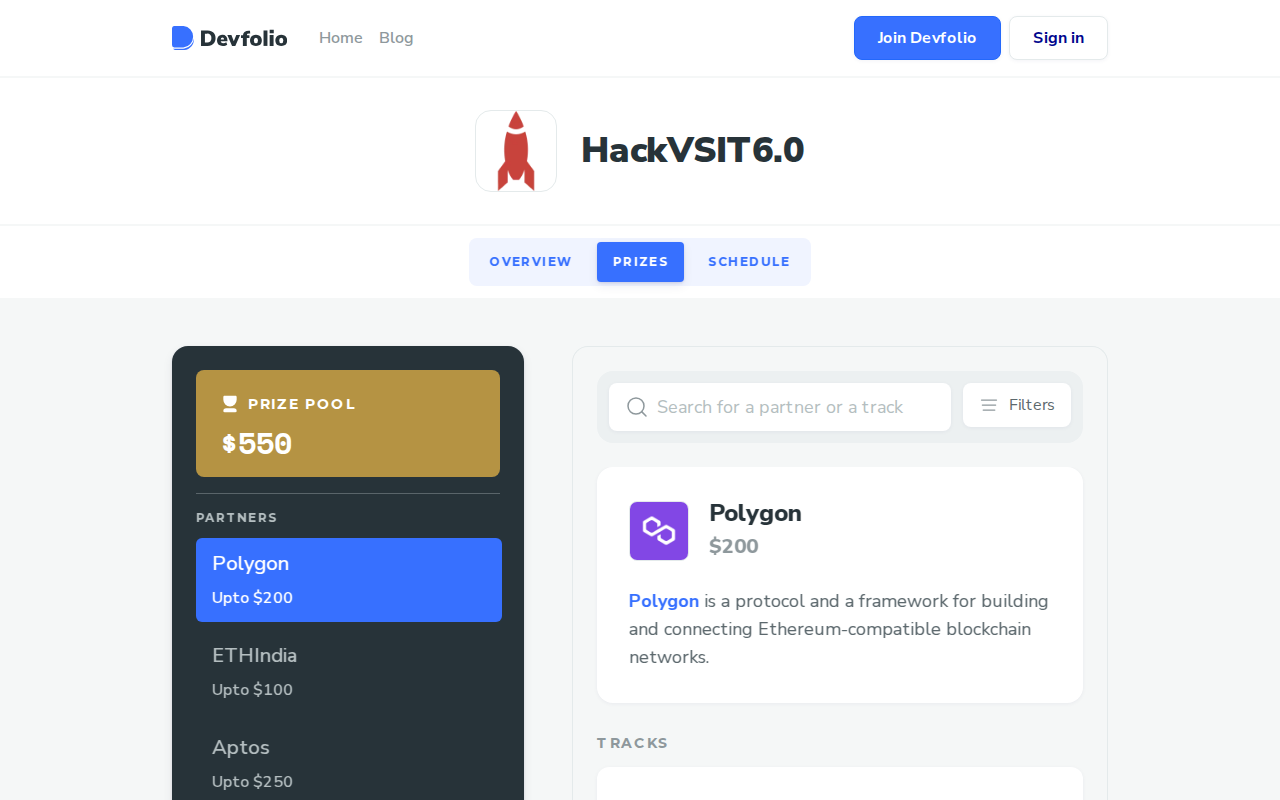 Devfolio
Home
Blog
Join Devfolio
Sign in
HackVSIT6.0
OVERVIEW
PRIZES
SCHEDULE
PRIZE POOL
$550
PARTNERS
Polygon
Upto $200
ETHIndia
Upto $100
Aptos
Upto $250
Search for a partner or a track
Filters
Polygon
$200
Polygon is a protocol and a framework for building
and connecting Ethereum-compatible blockchain
networks.
TRACKS